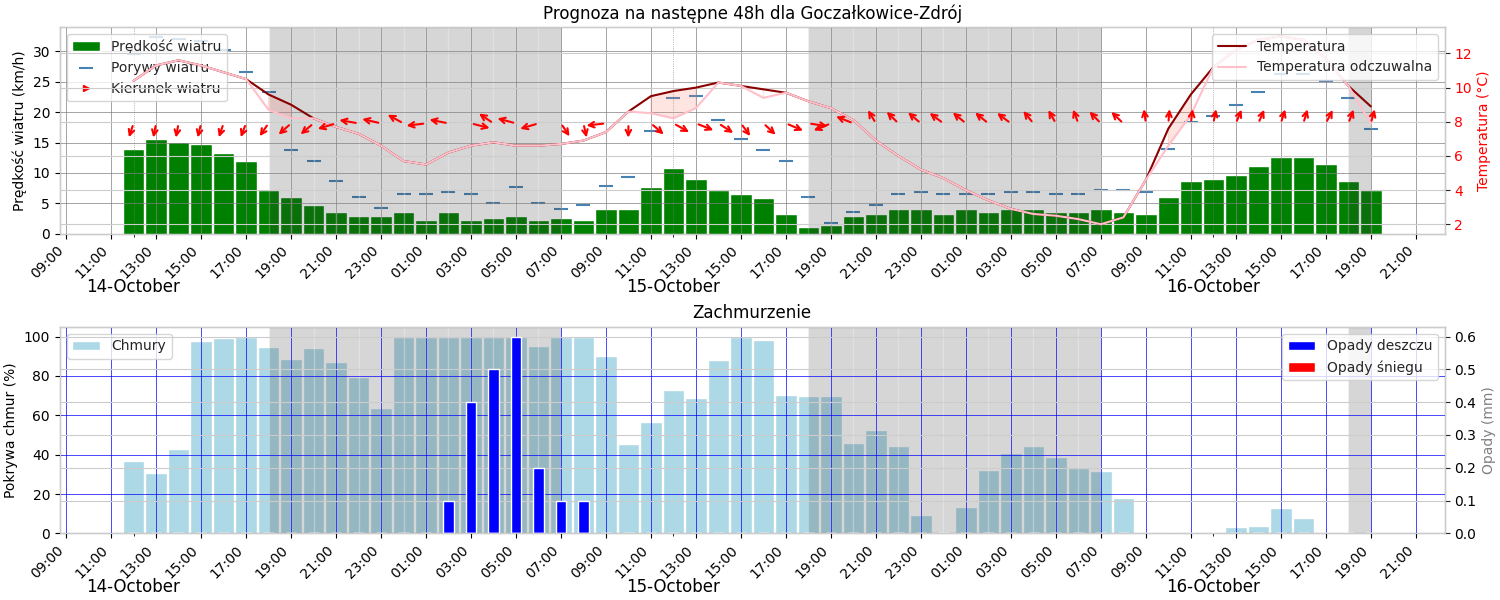 Prognoza na następne 48h dla Goczałkowice-Zdrój
Prędkość wiatru (km/h)
30
25
20
15
10
5
0
Prędkość wiatru
Porywy wiatru
Kierunek wiatru
Temperatura
Temperatura odczuwalna
12
10
8
6
4
2
Temperatura (°C)
09:00 11:00 13:00 15:00 17:00 19:00 21:00 23:00 01:00 03:00 05:00 07:00 09:00 11:00 13:00 15:00 17:00 19:00 21:00 23:00 01:00 03:00 05:00 07:00 09:00 11:00 13:00 15:00 17:00 19:00 21:00
14-October 15-October 16-October
Zachmurzenie
Pokrywa chmur (%)
100
80
60
40
20
0
Chmury
Opady deszczu
Opady śniegu
0.6
0.5
0.4
0.3
0.2
0.1
0.0
Opady (mm)
09:00 11:00 13:00 15:00 17:00 19:00 21:00 23:00 01:00 03:00 05:00 07:00 09:00 11:00 13:00 15:00 17:00 19:00 21:00 23:00 01:00 03:00 05:00 07:00 09:00 11:00 13:00 15:00 17:00 19:00 21:00
14-October 15-October 16-October